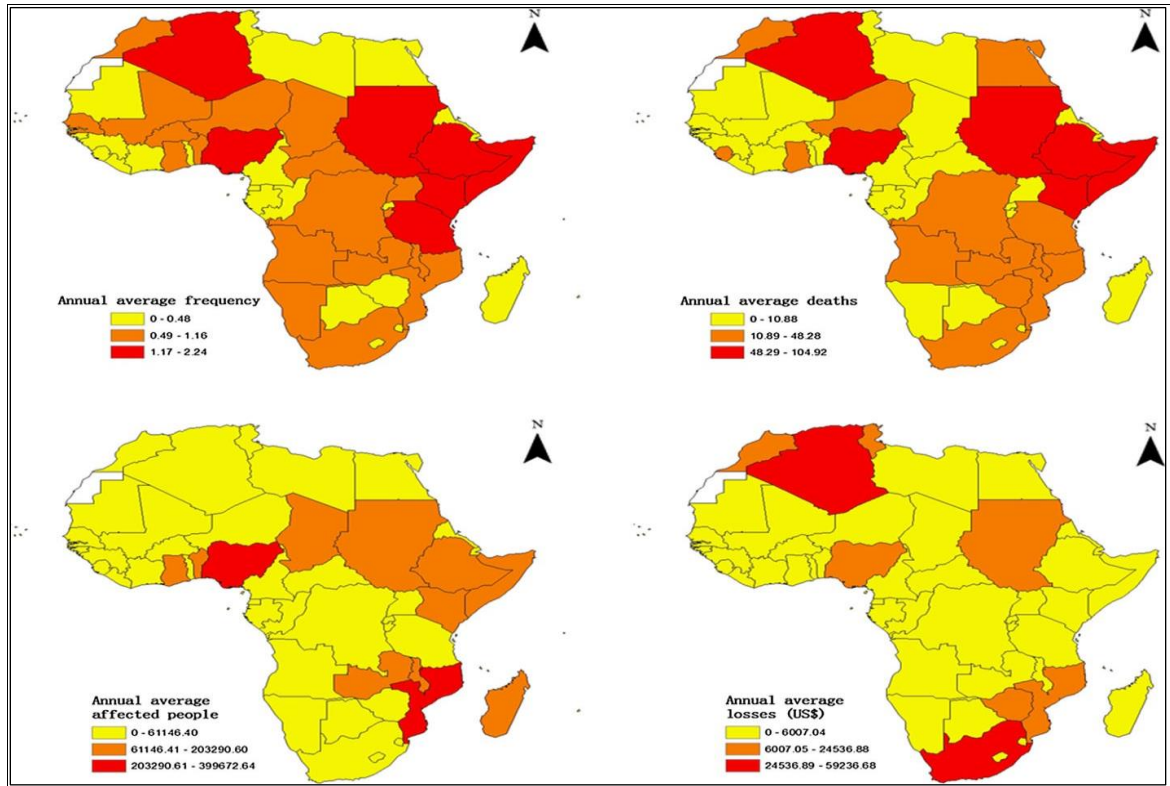 N
Annual average frequency
0 - 0.48
0.49 - 1.16
1.17 - 2.24
N
Annual average deaths
0 - 10.88
10.89 - 48.28
48.29 - 104.92
N
Annual average
affected people
0 - 61146.40
61146.41 - 203290.60
203290.61 - 399672.64
N
Annual average
losses (US$)
0 - 6007.04
6007.05 - 24536.88
24536.89 - 59236.68